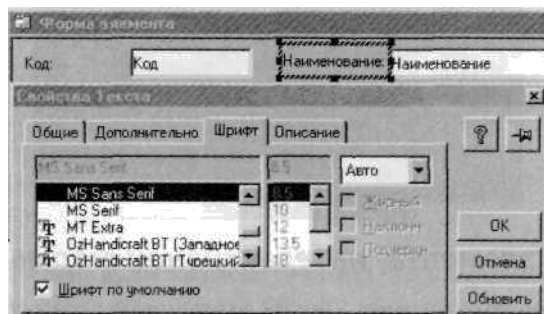 Форма элемента
Код: Код Наименование: Наименование
Свойства Текста
Общие Дополнительно Шрифт Описание
MS Sans Serif 8.5 Авто
MS Sans Serif 8.5 Жирный
MS Serif 10
MT Extra 12 Наклонн
OzHandicraft BT (Западное 13.5 Подчеркн
OzHandicraft BT (Турецкий 18
Шрифт по умолчанию
OK
Отмена
Обновить